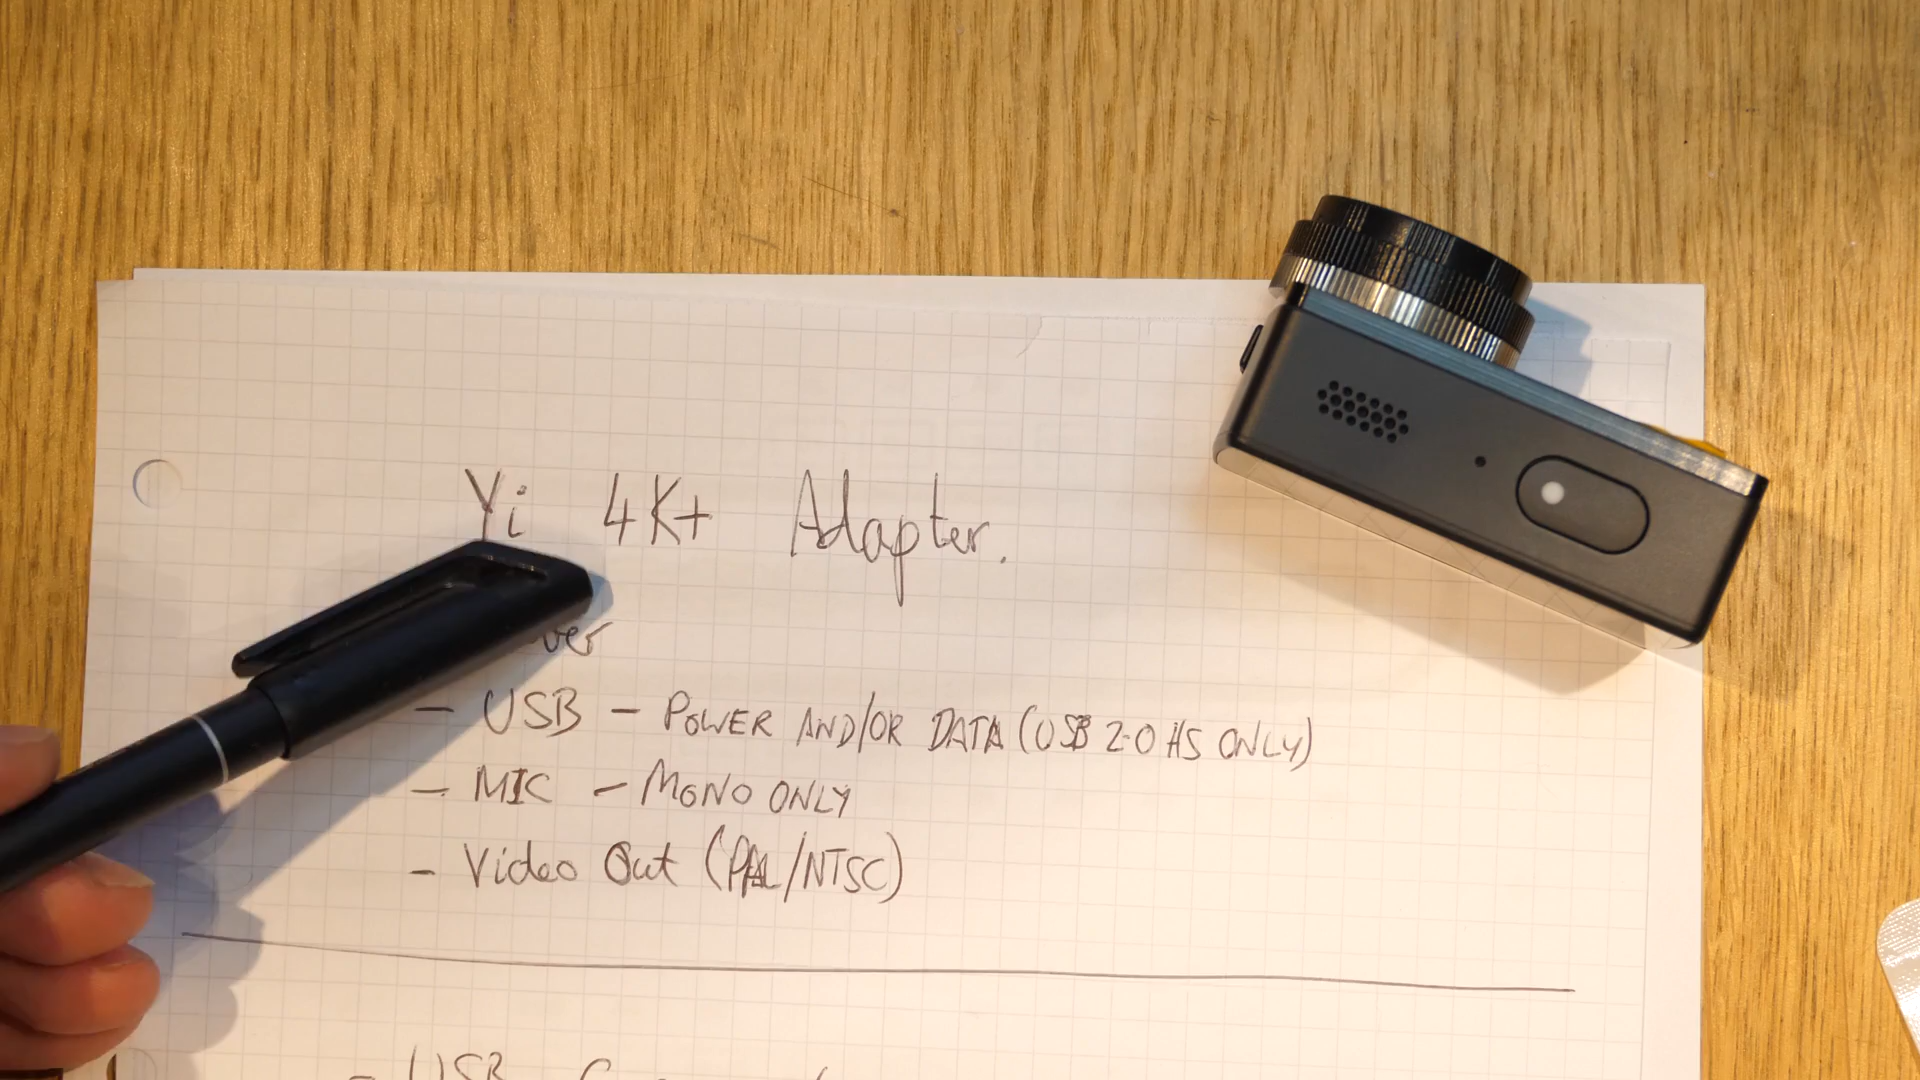 Yi 4K+ Adapter.
- USB - POWER AND/OR DATA (USB 2.0 HS ONLY)
- MIC - MONO ONLY
- Video Out (PAL/NTSC)
- USB